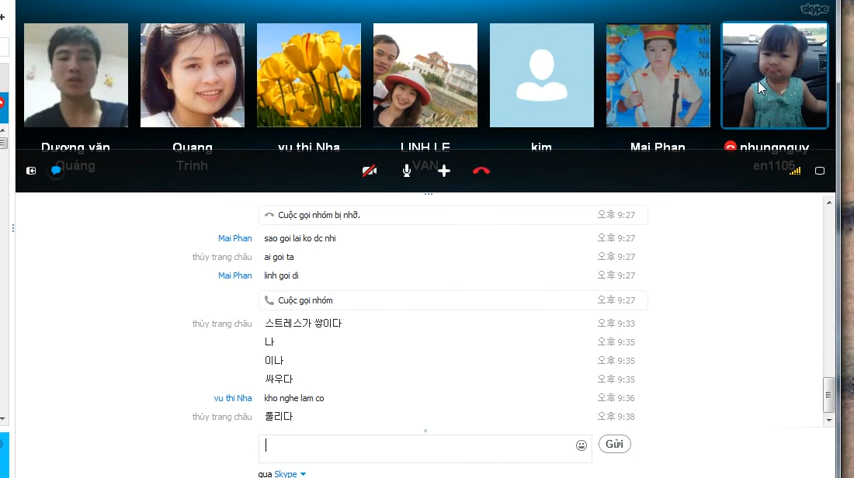 skype
Dương văn Quảng
Quang Trinh
vu thi Nha
LINH LE VAN
kim
Mai Phan
nhungnguyen1105
Cuộc gọi nhóm bị nhỡ. 오후 9:27
Mai Phan sao goi lai ko dc nhi 오후 9:27
thùy trang châu ai goi ta 오후 9:27
Mai Phan linh goi di 오후 9:27
Cuộc gọi nhóm 오후 9:27
thùy trang châu 스트레스가 쌓이다 오후 9:33
나 오후 9:35
이나 오후 9:35
싸우다 오후 9:35
vu thi Nha kho nghe lam co 오후 9:36
thùy trang châu 풀리다 오후 9:38
Gửi
qua Skype